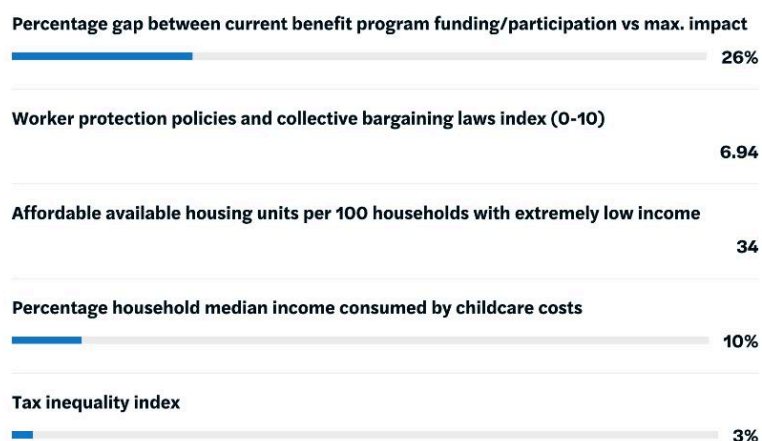 Percentage gap between current benefit program funding/participation vs max. impact
26%
Worker protection policies and collective bargaining laws index (0-10)
6.94
Affordable available housing units per 100 households with extremely low income
34
Percentage household median income consumed by childcare costs
10%
Tax inequality index
3%